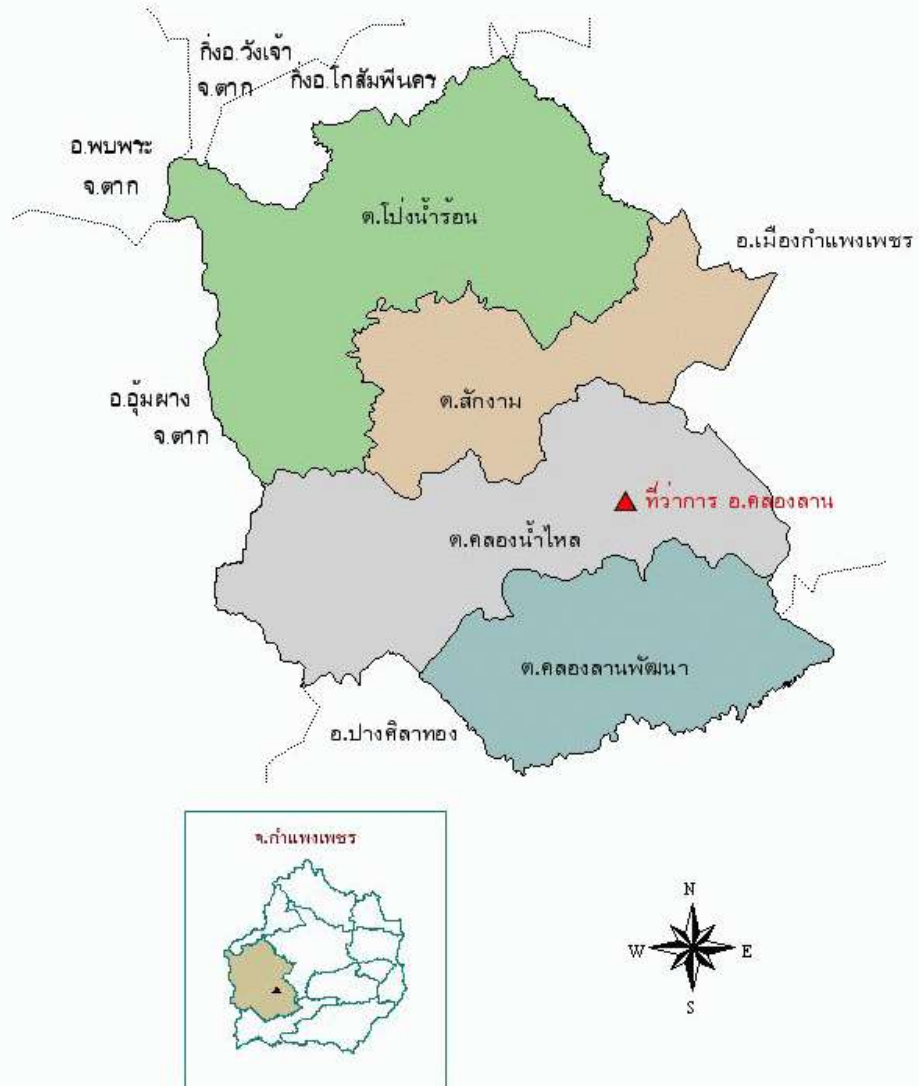 กิ่งอ.วังเจ้า
จ.ตาก
กิ่งอ.โกสัมพีนคร
อ.พบพระ
จ.ตาก
ต.โป่งน้ำร้อน
อ.เมืองกำแพงเพชร
อ.อุ้มผาง
จ.ตาก
ต.สักงาม
ที่ว่าการ อ.คลองลาน
ต.คลองน้ำไหล
ต.คลองลานพัฒนา
อ.ปางศิลาทอง
จ.กำแพงเพชร
N
W
E
S